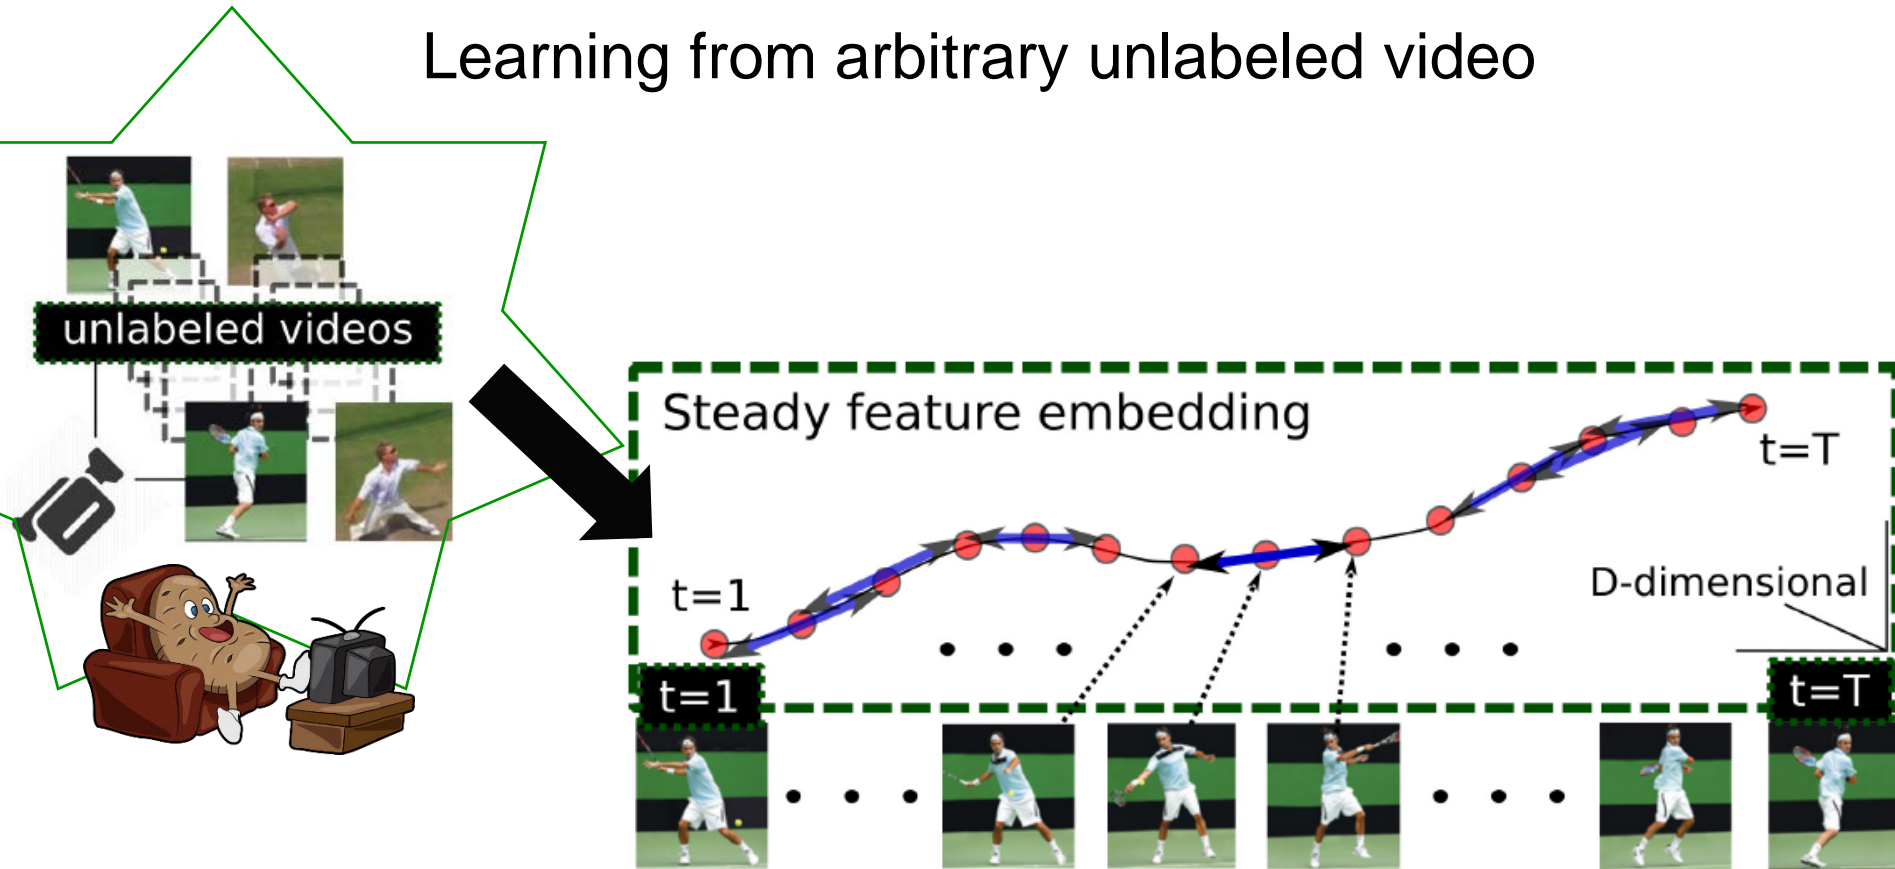 Learning from arbitrary unlabeled video
unlabeled videos
Steady feature embedding
t=T
t=1
D-dimensional
t=1
t=T